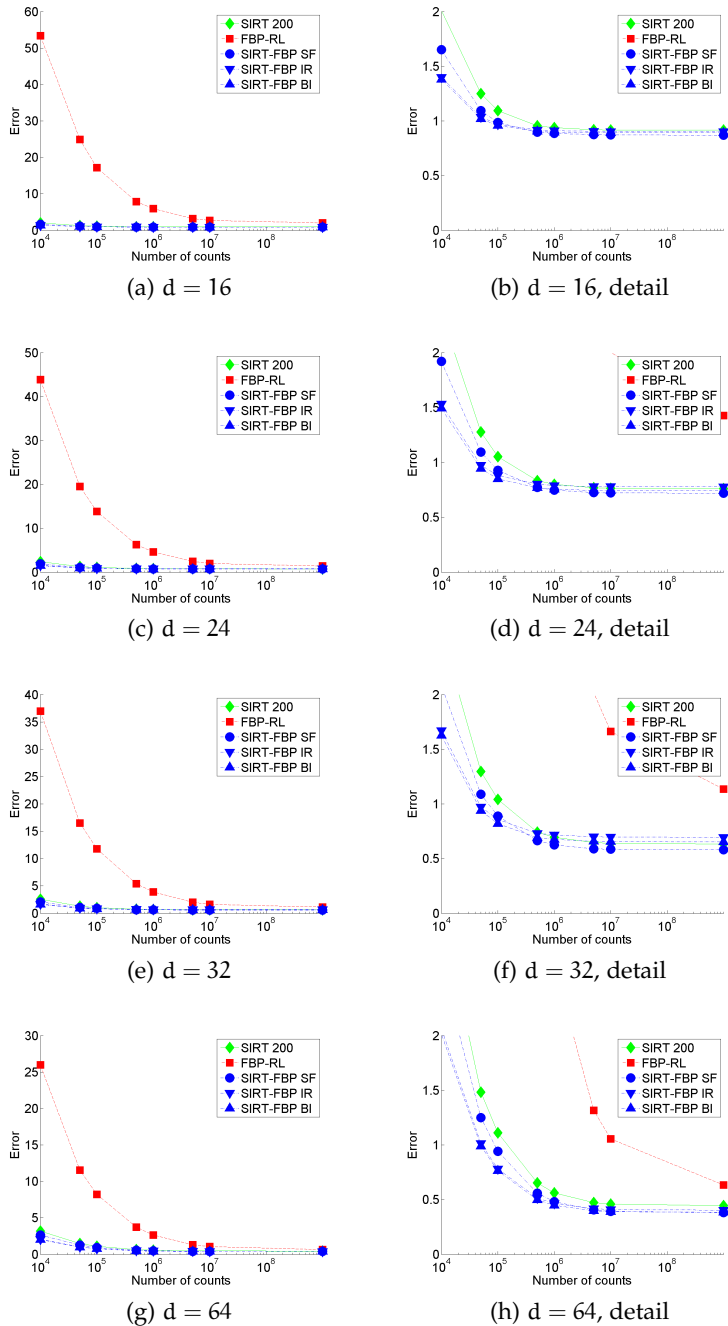 60
50
40
30
20
10
0
Error
10^4 10^5 10^6 10^7 10^8
Number of counts
SIRT 200
FBP-RL
SIRT-FBP SF
SIRT-FBP IR
SIRT-FBP BI
(a) d = 16
2
1.5
1
0.5
0
Error
10^4 10^5 10^6 10^7 10^8
Number of counts
SIRT 200
FBP-RL
SIRT-FBP SF
SIRT-FBP IR
SIRT-FBP BI
(b) d = 16, detail
50
40
30
20
10
0
Error
10^4 10^5 10^6 10^7 10^8
Number of counts
SIRT 200
FBP-RL
SIRT-FBP SF
SIRT-FBP IR
SIRT-FBP BI
(c) d = 24
2
1.5
1
0.5
0
Error
10^4 10^5 10^6 10^7 10^8
Number of counts
SIRT 200
FBP-RL
SIRT-FBP SF
SIRT-FBP IR
SIRT-FBP BI
(d) d = 24, detail
40
35
30
25
20
15
10
5
0
Error
10^4 10^5 10^6 10^7 10^8
Number of counts
SIRT 200
FBP-RL
SIRT-FBP SF
SIRT-FBP IR
SIRT-FBP BI
(e) d = 32
2
1.5
1
0.5
0
Error
10^4 10^5 10^6 10^7 10^8
Number of counts
SIRT 200
FBP-RL
SIRT-FBP SF
SIRT-FBP IR
SIRT-FBP BI
(f) d = 32, detail
30
25
20
15
10
5
0
Error
10^4 10^5 10^6 10^7 10^8
Number of counts
SIRT 200
FBP-RL
SIRT-FBP SF
SIRT-FBP IR
SIRT-FBP BI
(g) d = 64
2
1.5
1
0.5
0
Error
10^4 10^5 10^6 10^7 10^8
Number of counts
SIRT 200
FBP-RL
SIRT-FBP SF
SIRT-FBP IR
SIRT-FBP BI
(h) d = 64, detail